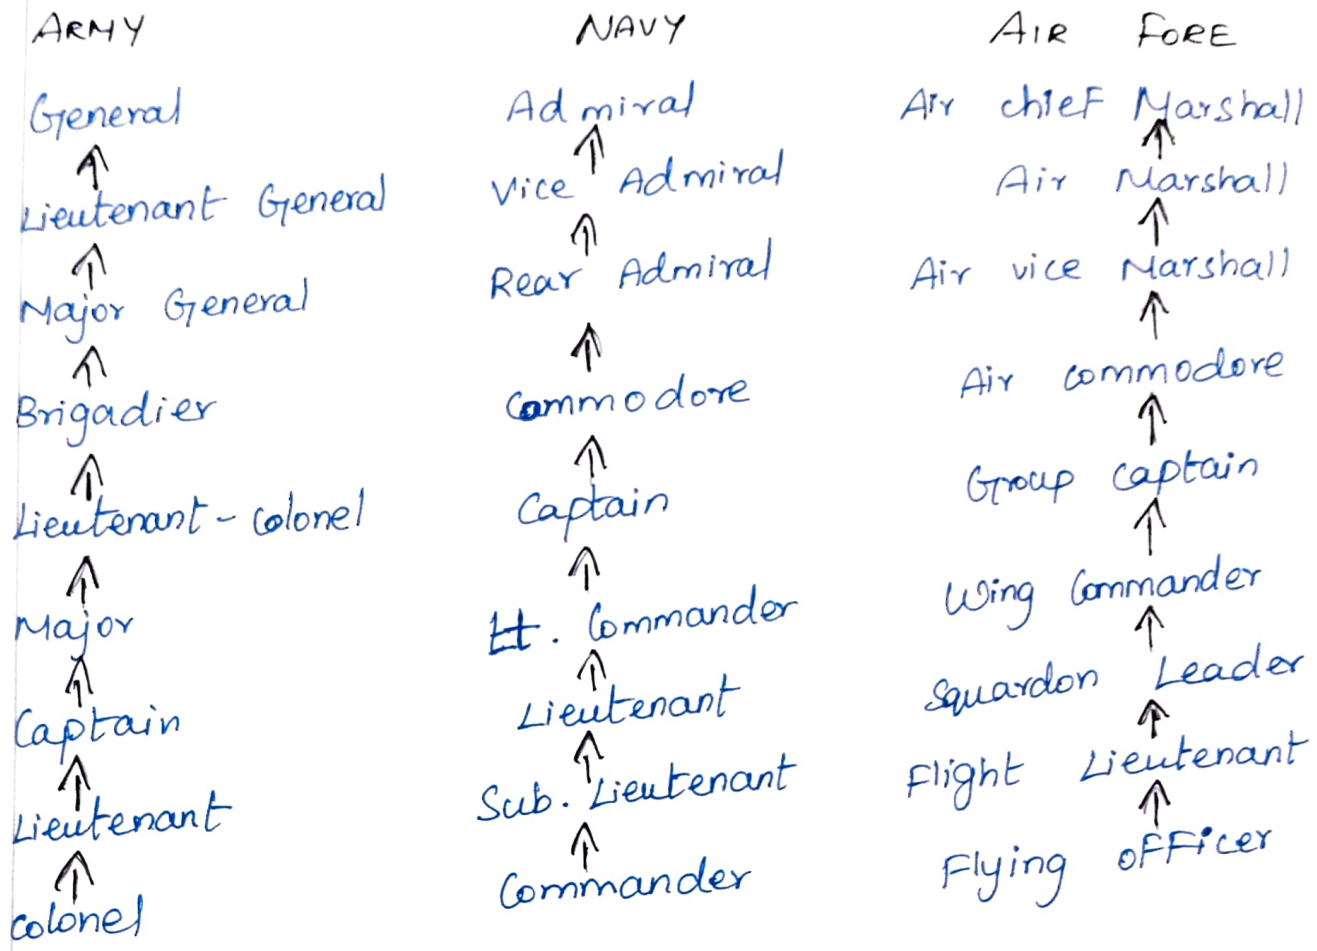 ARMY
General
Lieutenant General
Major General
Brigadier
Lieutenant-colonel
Major
Captain
Lieutenant
colonel
NAVY
Admiral
Vice Admiral
Rear Admiral
Commodore
Captain
Lt. Commander
Lieutenant
Sub. Lieutenant
Commander
AIR FORE
Air chief Marshall
Air Marshall
Air vice Marshall
Air commodore
Group captain
Wing Commander
Squardon Leader
Flight Lieutenant
Flying officer